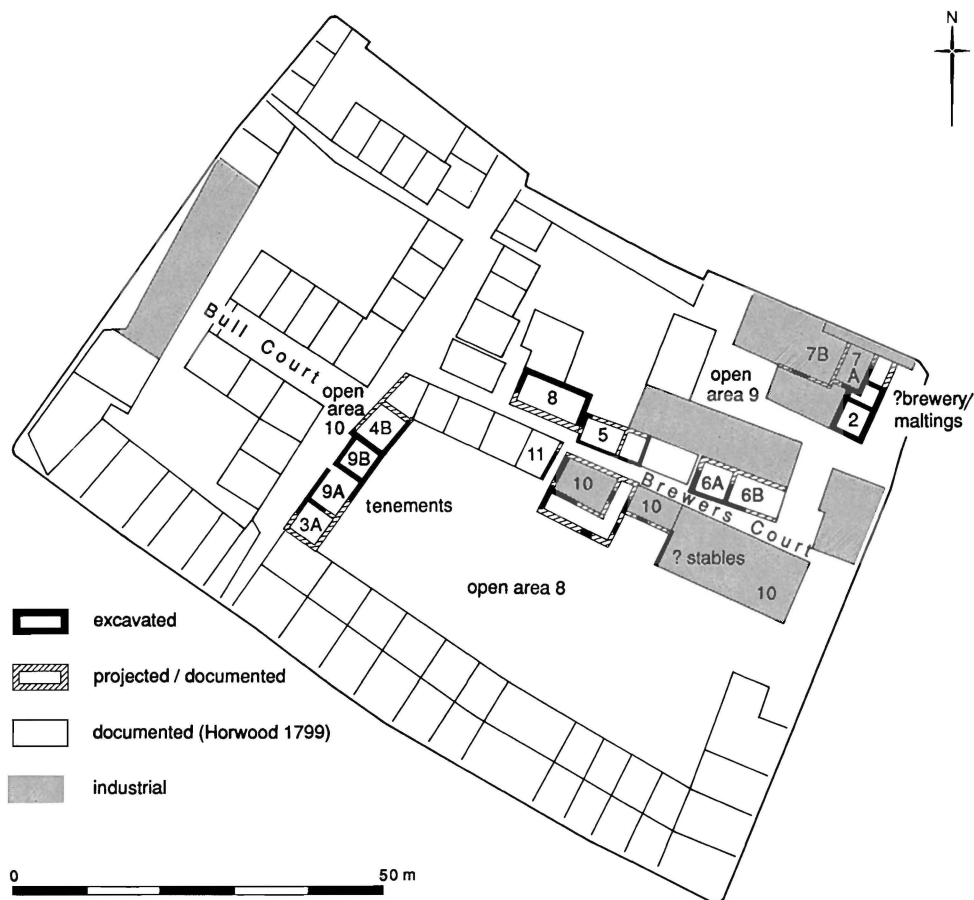 N
Bull Court
open
area
10
4B
9B
9A
3A
tenements
8
5
11
10
10
Brewers Court
? stables
10
open area 8
open
area 9
6A
6B
7B
7
A
2
?brewery/
maltings
excavated
projected / documented
documented (Horwood 1799)
industrial
0
50 m